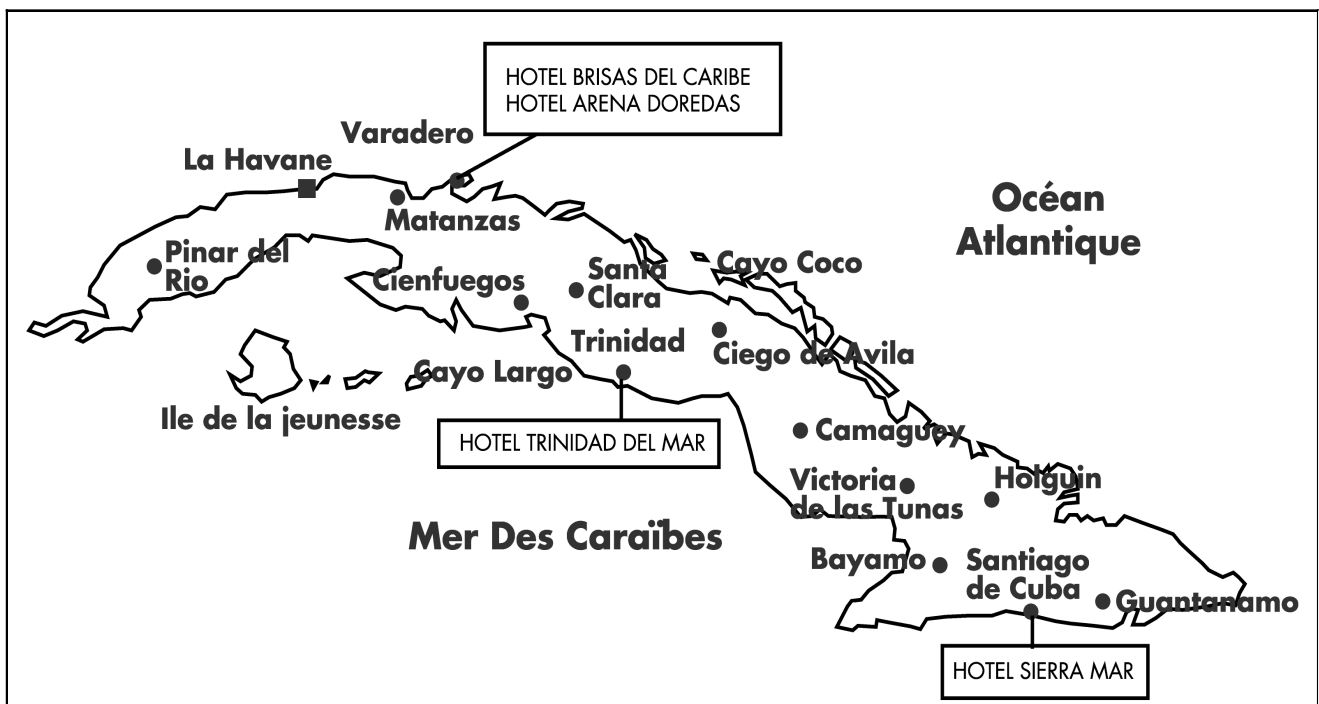 HOTEL BRISAS DEL CARIBE
HOTEL ARENA DOREDAS
Varadero
La Havane
Matanzas
Océan
Atlantique
Pinar del
Rio
Cienfuegos
Santa
Clara
Cayo Coco
Trinidad
Ciego de Avila
Cayo Largo
Ile de la jeunesse
HOTEL TRINIDAD DEL MAR
Camaguey
Victoria
de las Tunas
Holguin
Mer Des Caraïbes
Bayamo
Santiago
de Cuba
Guantanamo
HOTEL SIERRA MAR